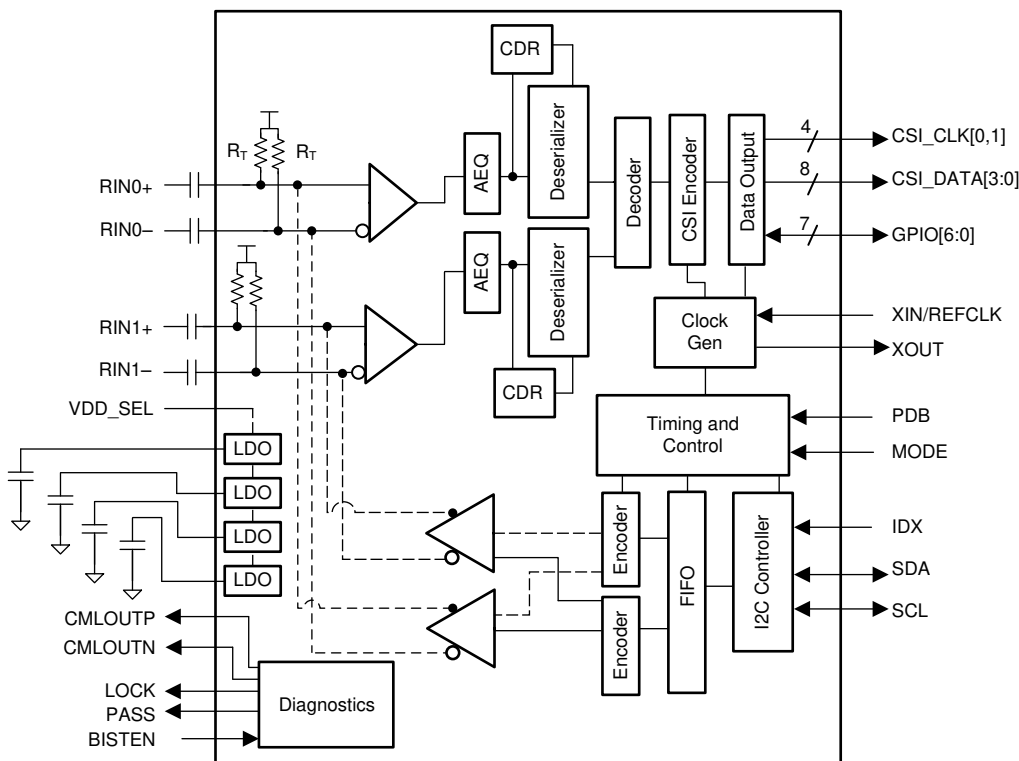 CDR
Deserializer
AEQ
R_T
R_T
RIN0+
RIN0−
Decoder
CSI Encoder
Data Output
4
CSI_CLK[0,1]
8
CSI_DATA[3:0]
7
GPIO[6:0]
AEQ
Deserializer
CDR
RIN1+
RIN1−
Clock
Gen
XIN/REFCLK
XOUT
VDD_SEL
LDO
LDO
LDO
LDO
Timing and
Control
PDB
MODE
Encoder
Encoder
FIFO
I2C Controller
IDX
SDA
SCL
CMLOUTP
CMLOUTN
LOCK
PASS
BISTEN
Diagnostics